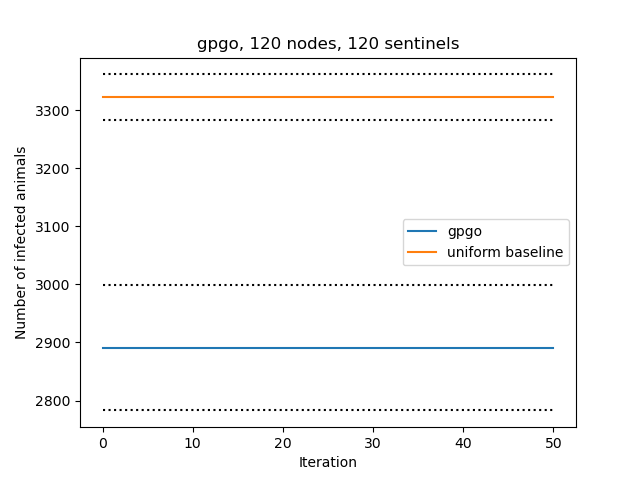 gpgo, 120 nodes, 120 sentinels
3300
3200
3100
3000
2900
2800
Number of infected animals
gpgo
uniform baseline
0 10 20 30 40 50
Iteration